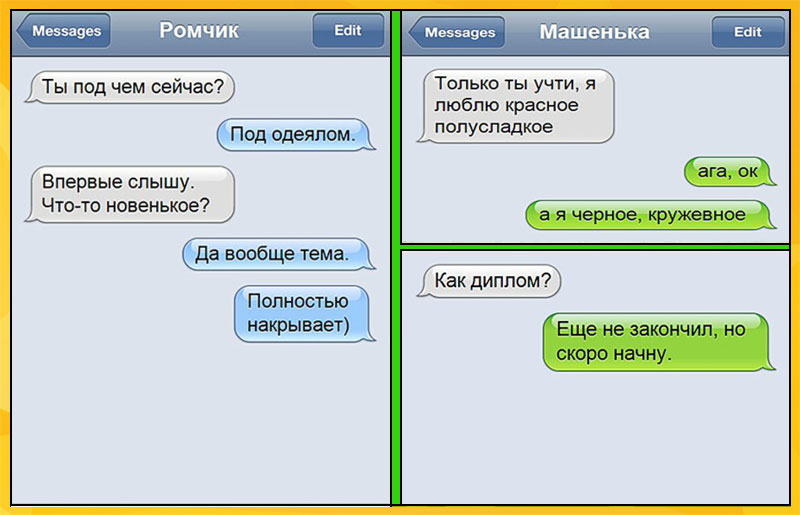 Messages
Ромчик
Edit
Ты под чем сейчас?
Под одеялом.
Впервые слышу.
Что-то новенькое?
Да вообще тема.
Полностью
накрывает)
Messages
Машенька
Edit
Только ты учти, я
люблю красное
полусладкое
ага, ок
а я черное, кружевное
Как диплом?
Еще не закончил, но
скоро начну.